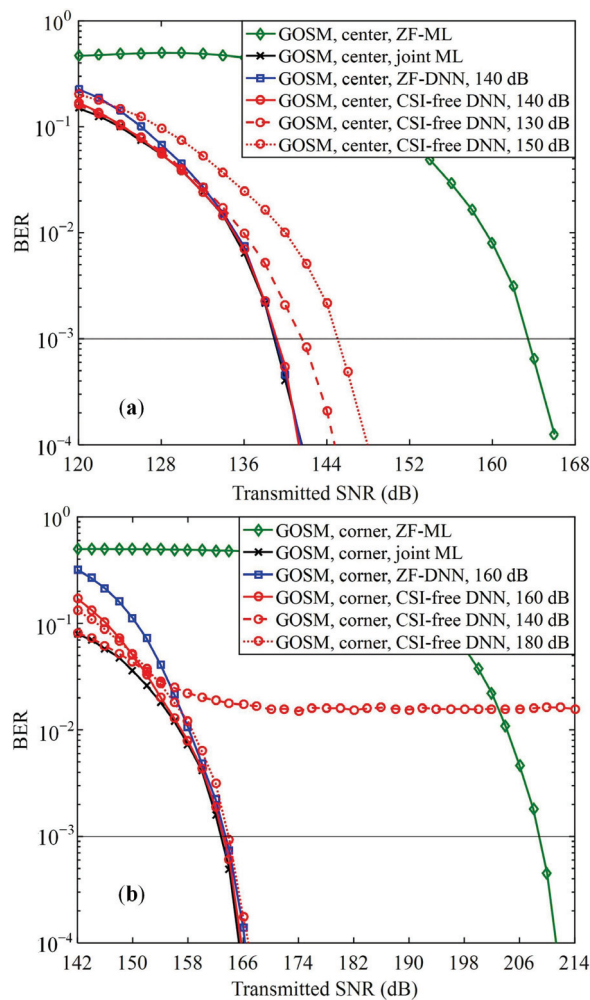 10⁰
10⁻¹
10⁻²
10⁻³
10⁻⁴
BER
GOSM, center, ZF-ML
GOSM, center, joint ML
GOSM, center, ZF-DNN, 140 dB
GOSM, center, CSI-free DNN, 140 dB
GOSM, center, CSI-free DNN, 130 dB
GOSM, center, CSI-free DNN, 150 dB
(a)
120 128 136 144 152 160 168
Transmitted SNR (dB)
10⁰
10⁻¹
10⁻²
10⁻³
10⁻⁴
BER
GOSM, corner, ZF-ML
GOSM, corner, joint ML
GOSM, corner, ZF-DNN, 160 dB
GOSM, corner, CSI-free DNN, 160 dB
GOSM, corner, CSI-free DNN, 140 dB
GOSM, corner, CSI-free DNN, 180 dB
(b)
142 150 158 166 174 182 190 198 206 214
Transmitted SNR (dB)